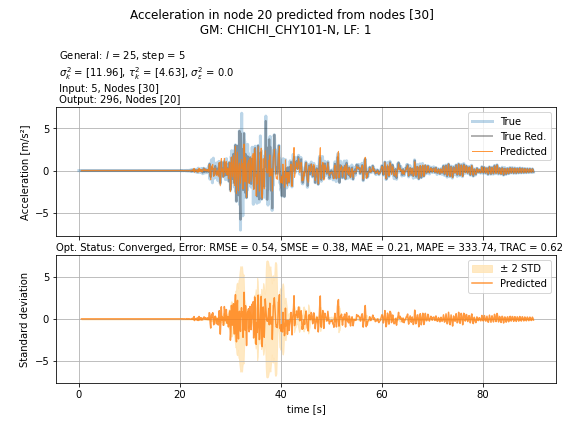 Acceleration in node 20 predicted from nodes [30]
GM: CHICHI_CHY101-N, LF: 1
General: l = 25, step = 5
σ²ₖ = [11.96], τ²ₖ = [4.63], σ²ε = 0.0
Input: 5, Nodes [30]
Output: 296, Nodes [20]
Acceleration [m/s²]
5
0
−5
True
True Red.
Predicted
Opt. Status: Converged, Error: RMSE = 0.54, SMSE = 0.38, MAE = 0.21, MAPE = 333.74, TRAC = 0.62
Standard deviation
5
0
−5
± 2 STD
Predicted
0 20 40 60 80
time [s]